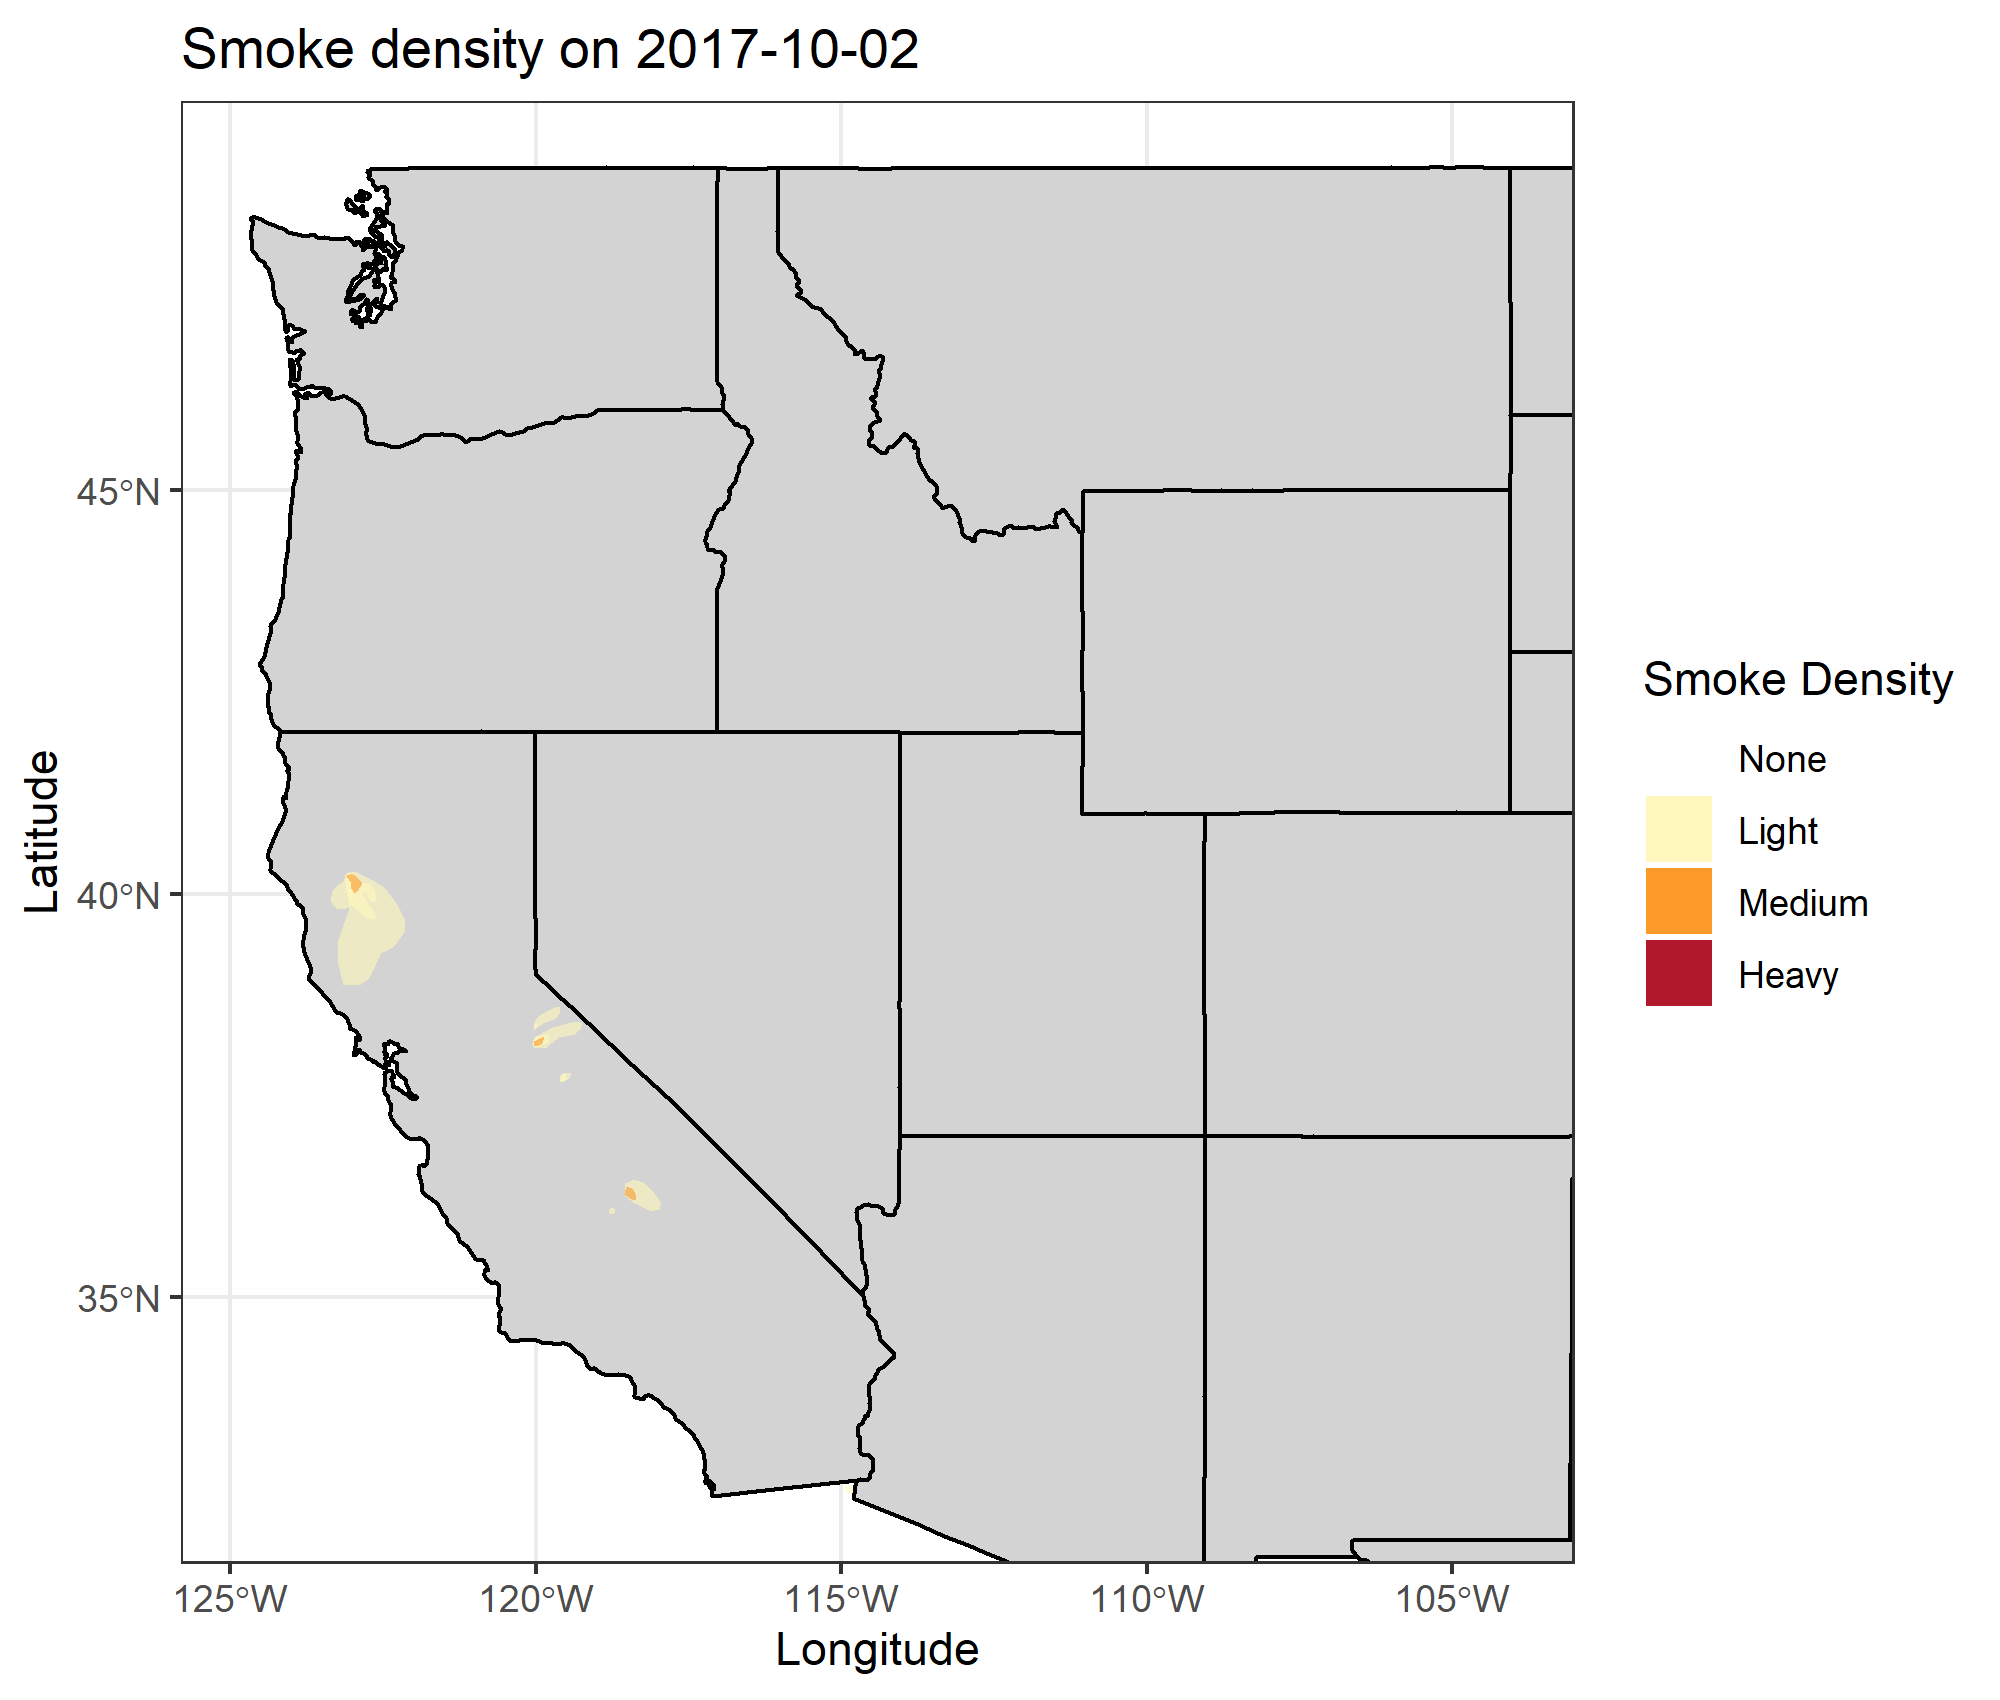 Smoke density on 2017-10-02
45°N
40°N
35°N
Latitude
125°W
120°W
115°W
110°W
105°W
Longitude
Smoke Density
None
Light
Medium
Heavy